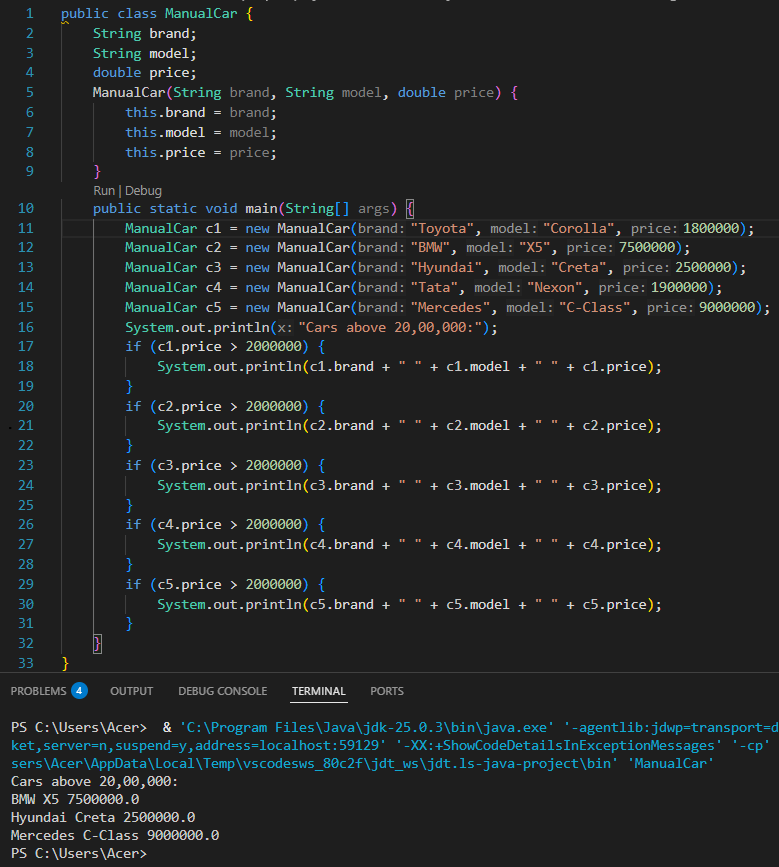 1 public class ManualCar {
2 String brand;
3 String model;
4 double price;
5 ManualCar(String brand, String model, double price) {
6 this.brand = brand;
7 this.model = model;
8 this.price = price;
9 }
Run | Debug
10 public static void main(String[] args) {
11 ManualCar c1 = new ManualCar(brand:"Toyota", model:"Corolla", price:1800000);
12 ManualCar c2 = new ManualCar(brand:"BMW", model:"X5", price:7500000);
13 ManualCar c3 = new ManualCar(brand:"Hyundai", model:"Creta", price:2500000);
14 ManualCar c4 = new ManualCar(brand:"Tata", model:"Nexon", price:1900000);
15 ManualCar c5 = new ManualCar(brand:"Mercedes", model:"C-Class", price:9000000);
16 System.out.println(x:"Cars above 20,00,000:");
17 if (c1.price > 2000000) {
18 System.out.println(c1.brand + " " + c1.model + " " + c1.price);
19 }
20 if (c2.price > 2000000) {
21 System.out.println(c2.brand + " " + c2.model + " " + c2.price);
22 }
23 if (c3.price > 2000000) {
24 System.out.println(c3.brand + " " + c3.model + " " + c3.price);
25 }
26 if (c4.price > 2000000) {
27 System.out.println(c4.brand + " " + c4.model + " " + c4.price);
28 }
29 if (c5.price > 2000000) {
30 System.out.println(c5.brand + " " + c5.model + " " + c5.price);
31 }
32 }
33 }
PROBLEMS 4 OUTPUT DEBUG CONSOLE TERMINAL PORTS
PS C:\Users\Acer> & 'C:\Program Files\Java\jdk-25.0.3\bin\java.exe' '-agentlib:jdwp=transport=d
ket,server=n,suspend=y,address=localhost:59129' '-XX:+ShowCodeDetailsInExceptionMessages' '-cp'
sers\Acer\AppData\Local\Temp\vscodesws_80c2f\jdt_ws\jdt.ls-java-project\bin' 'ManualCar'
Cars above 20,00,000:
BMW X5 7500000.0
Hyundai Creta 2500000.0
Mercedes C-Class 9000000.0
PS C:\Users\Acer>